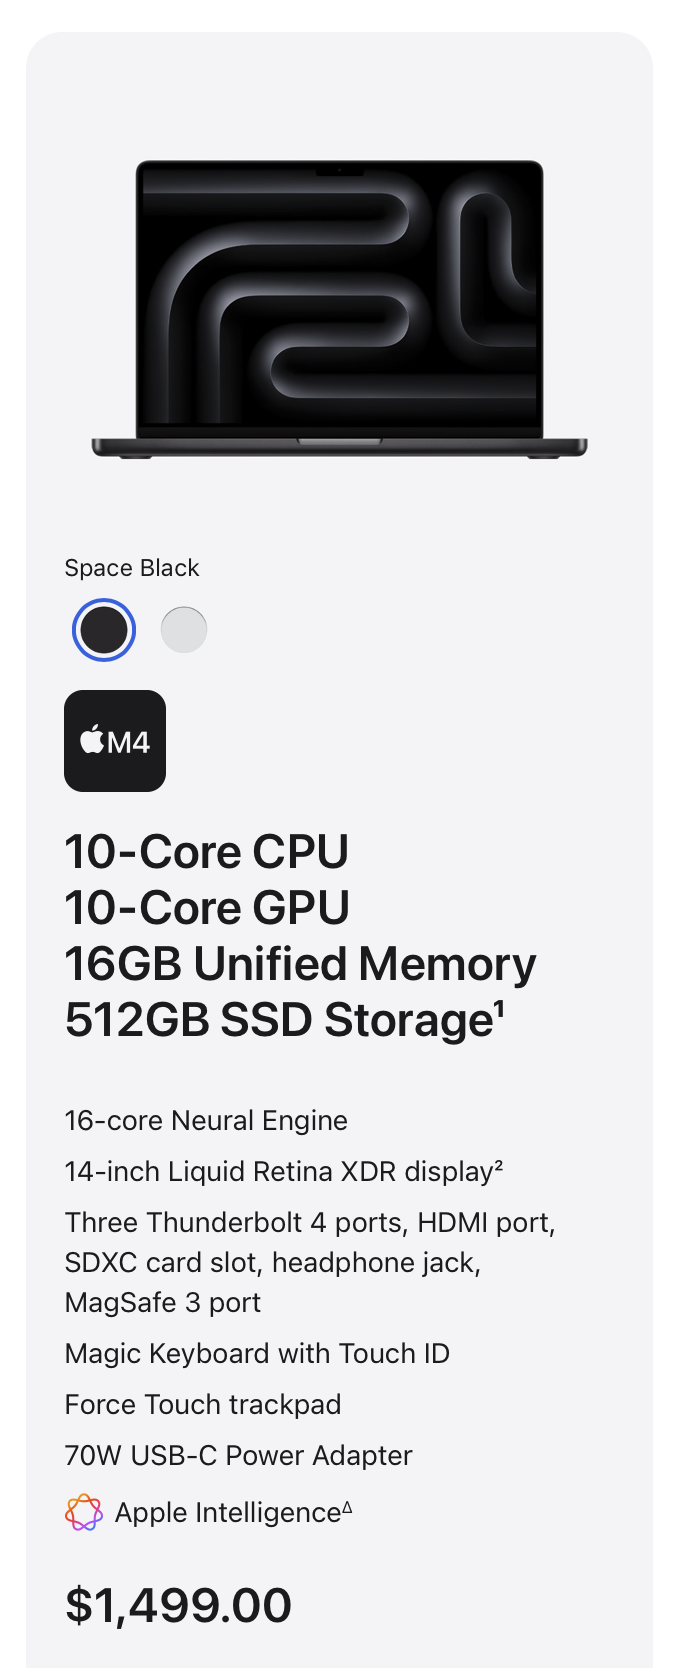 Space Black
M4
10-Core CPU
10-Core GPU
16GB Unified Memory
512GB SSD Storage¹
16-core Neural Engine
14-inch Liquid Retina XDR display²
Three Thunderbolt 4 ports, HDMI port,
SDXC card slot, headphone jack,
MagSafe 3 port
Magic Keyboard with Touch ID
Force Touch trackpad
70W USB-C Power Adapter
Apple Intelligence<sup>Δ</sup>
$1,499.00